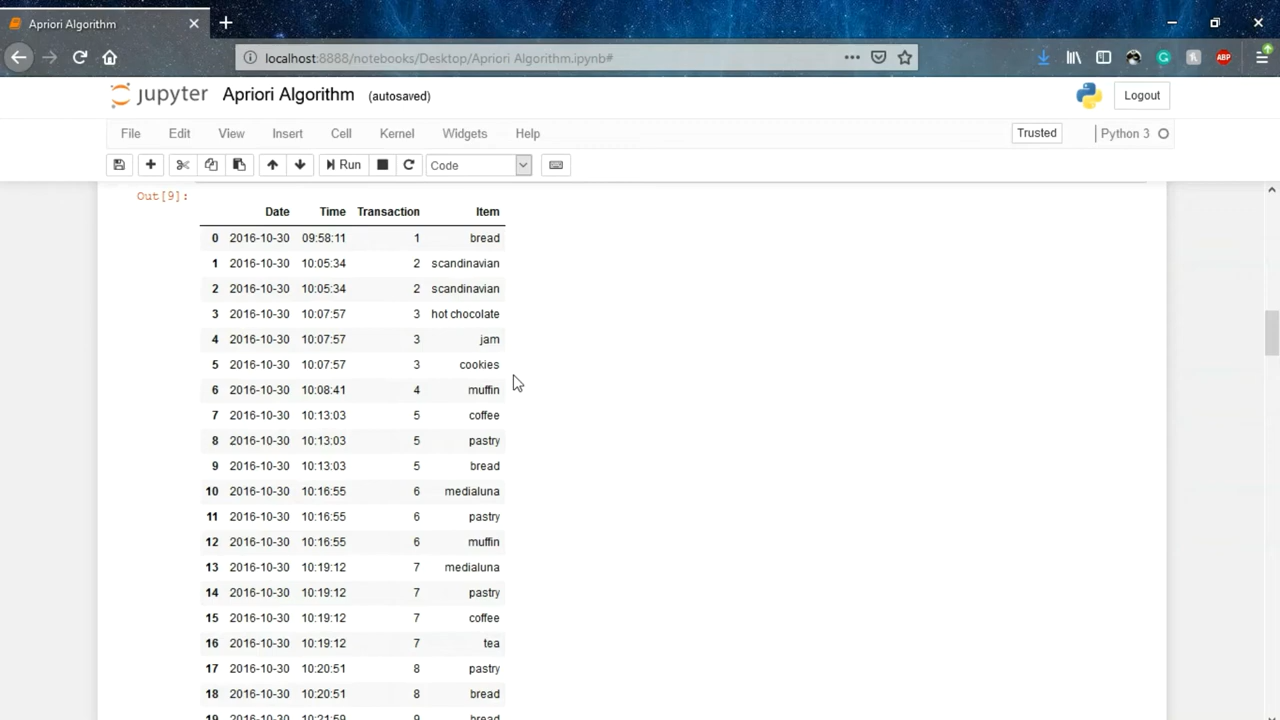 Apriori Algorithm
localhost:8888/notebooks/Desktop/Apriori Algorithm.ipynb#
ABP
jupyter Apriori Algorithm (autosaved)
Logout
File Edit View Insert Cell Kernel Widgets Help
Trusted
Python 3
Run
Code
Out[9]:
Date Time Transaction Item
0 2016-10-30 09:58:11 1 bread
1 2016-10-30 10:05:34 2 scandinavian
2 2016-10-30 10:05:34 2 scandinavian
3 2016-10-30 10:07:57 3 hot chocolate
4 2016-10-30 10:07:57 3 jam
5 2016-10-30 10:07:57 3 cookies
6 2016-10-30 10:08:41 4 muffin
7 2016-10-30 10:13:03 5 coffee
8 2016-10-30 10:13:03 5 pastry
9 2016-10-30 10:13:03 5 bread
10 2016-10-30 10:16:55 6 medialuna
11 2016-10-30 10:16:55 6 pastry
12 2016-10-30 10:16:55 6 muffin
13 2016-10-30 10:19:12 7 medialuna
14 2016-10-30 10:19:12 7 pastry
15 2016-10-30 10:19:12 7 coffee
16 2016-10-30 10:19:12 7 tea
17 2016-10-30 10:20:51 8 pastry
18 2016-10-30 10:20:51 8 bread
19 2016-10-30 10:21:59 9 bread